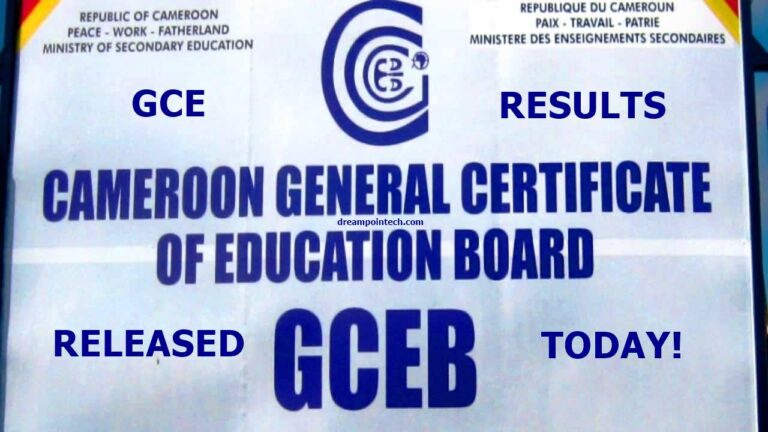 REPUBLIC OF CAMEROON
PEACE - WORK - FATHERLAND
MINISTRY OF SECONDARY EDUCATION
REPUBLIQUE DU CAMEROUN
PAIX - TRAVAIL - PATRIE
MINISTERE DES ENSEIGNEMENTS SECONDAIRES
GCE
RESULTS
CAMEROON GENERAL CERTIFICATE
dreampointech.com
OF EDUCATION BOARD
RELEASED
GCEB
TODAY!